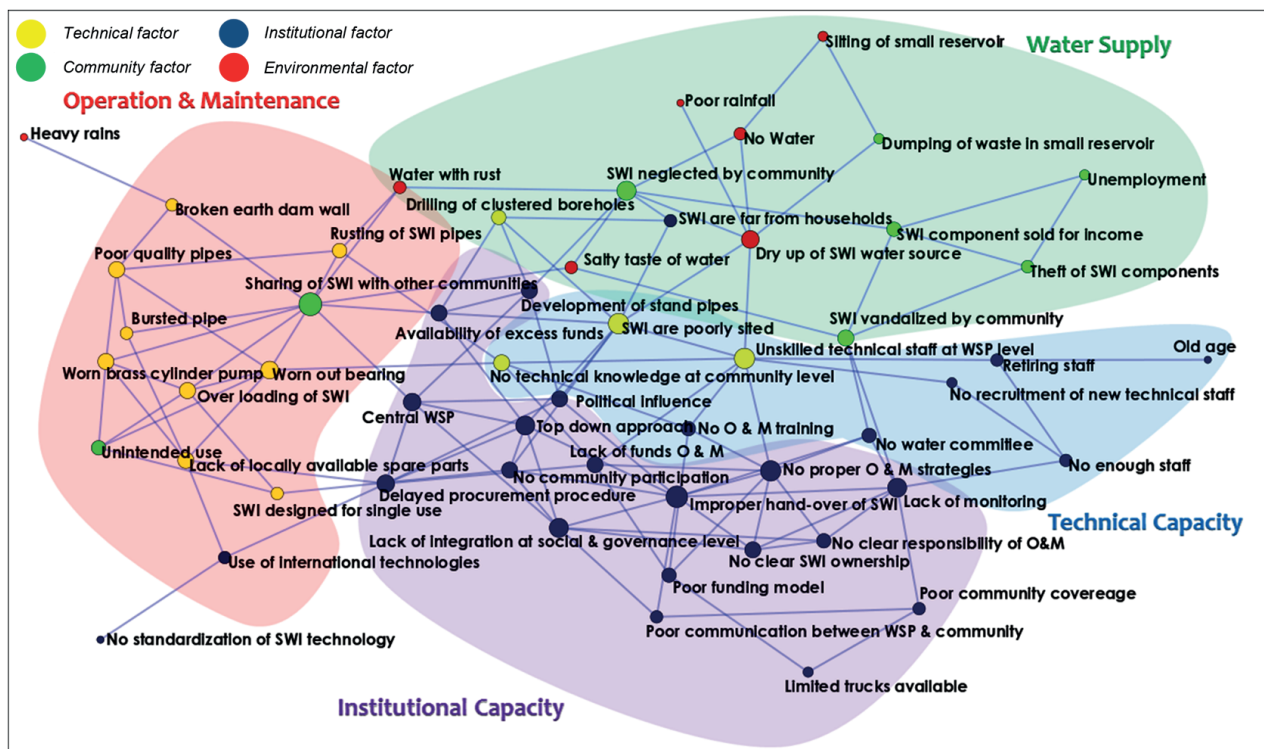 Technical factor
Institutional factor
Community factor
Environmental factor
Water Supply
Operation & Maintenance
Silting of small reservoir
Poor rainfall
Heavy rains
No Water
Dumping of waste in small reservoir
Water with rust
SWI neglected by community
Unemployment
Broken earth dam wall
Drilling of clustered boreholes
SWI are far from households
Rusting of SWI pipes
SWI component sold for income
Poor quality pipes
Salty taste of water
Dry up of SWI water source
Theft of SWI components
Sharing of SWI with other communities
Development of stand pipes
Bursted pipe
Availability of excess funds
SWI are poorly sited
SWI vandalized by community
Unskilled technical staff at WSP level
Old age
Retiring staff
Worn brass cylinder pump
Worn out bearing
No technical knowledge at community level
Over loading of SWI
No recruitment of new technical staff
Central WSP
Political influence
Top down approach
No O & M training
No water committee
Unintended use
Lack of funds O & M
Lack of locally available spare parts
No community participation
No proper O & M strategies
No enough staff
Delayed procurement procedure
SWI designed for single use
Improper hand-over of SWI
Lack of monitoring
Technical Capacity
Lack of integration at social & governance level
No clear responsibility of O&M
Use of international technologies
No clear SWI ownership
Poor funding model
Poor community covereage
No standardization of SWI technology
Poor communication between WSP & community
Limited trucks available
Institutional Capacity